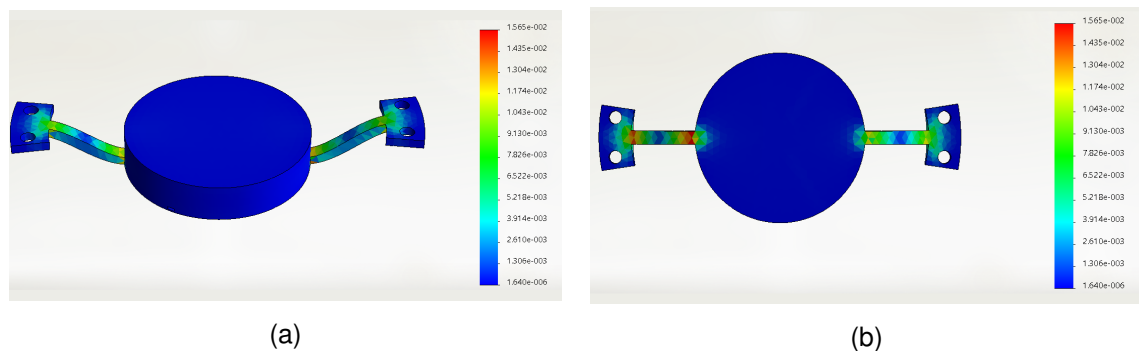 1.565e-002
1.435e-002
1.304e-002
1.174e-002
1.043e-002
9.130e-003
7.826e-003
6.522e-003
5.218e-003
3.914e-003
2.610e-003
1.306e-003
1.640e-006
(a)
1.565e-002
1.435e-002
1.304e-002
1.174e-002
1.043e-002
9.130e-003
7.826e-003
6.522e-003
5.218e-003
3.914e-003
2.610e-003
1.306e-003
1.640e-006
(b)